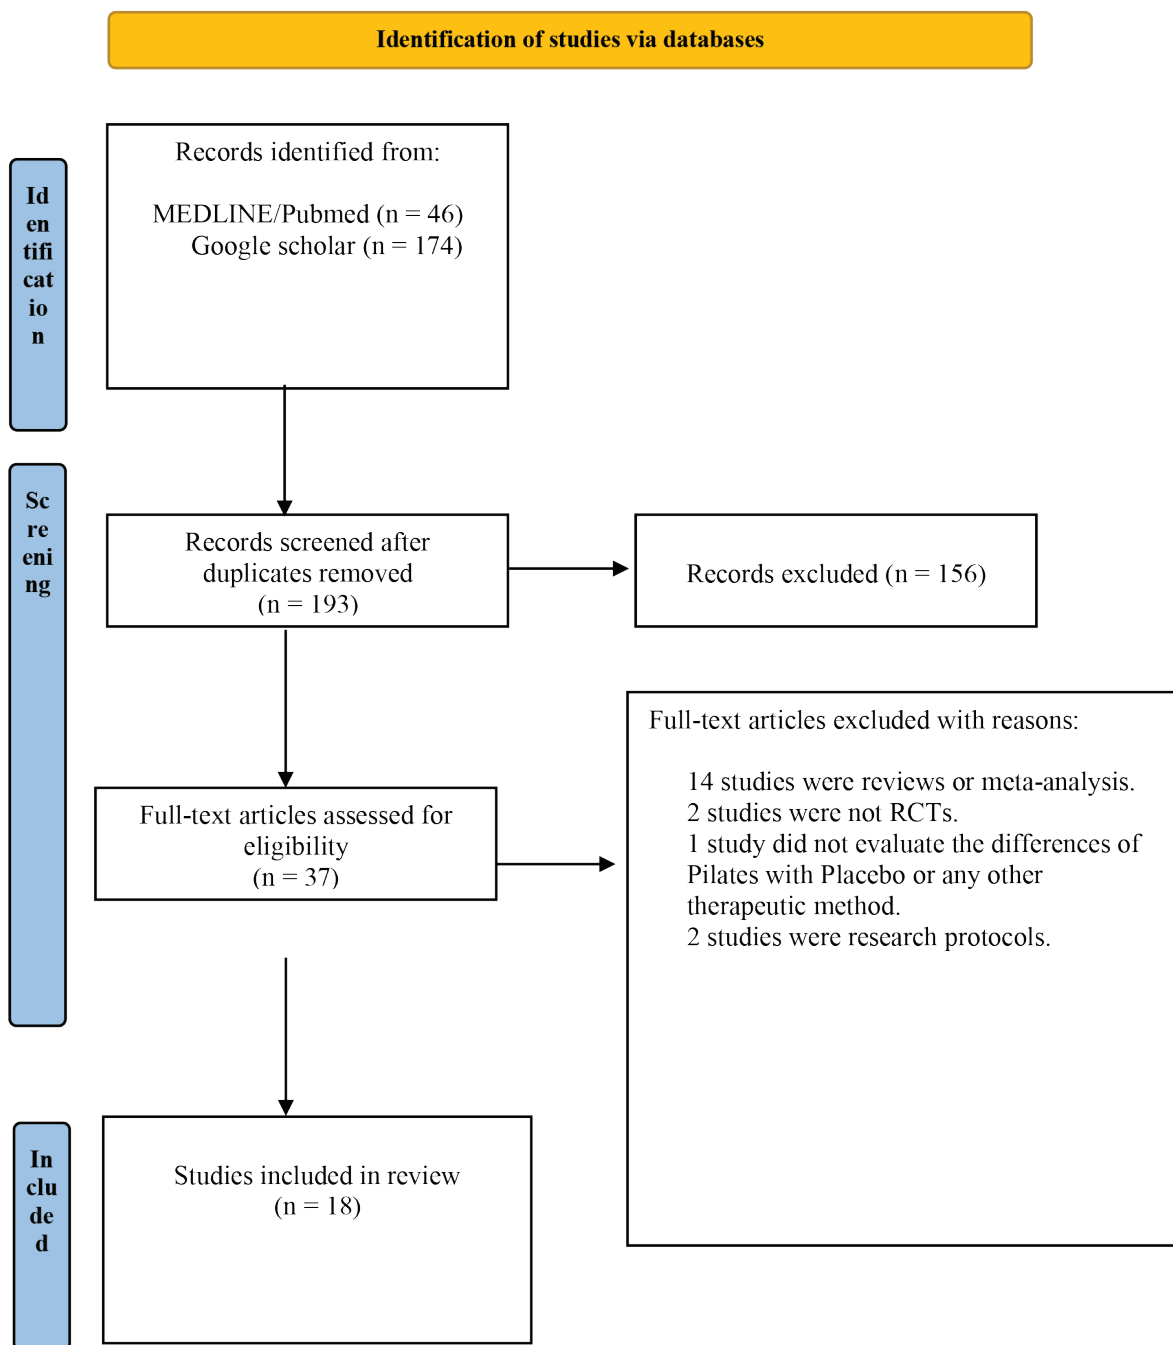 Identification of studies via databases
Id
en
tifi
cat
io
n
Records identified from:
MEDLINE/Pubmed (n = 46)
Google scholar (n = 174)
Sc
re
eni
ng
Records screened after
duplicates removed
(n = 193)
Records excluded (n = 156)
Full-text articles assessed for
eligibility
(n = 37)
Full-text articles excluded with reasons:
14 studies were reviews or meta-analysis.
2 studies were not RCTs.
1 study did not evaluate the differences of
Pilates with Placebo or any other
therapeutic method.
2 studies were research protocols.
In
clu
de
d
Studies included in review
(n = 18)